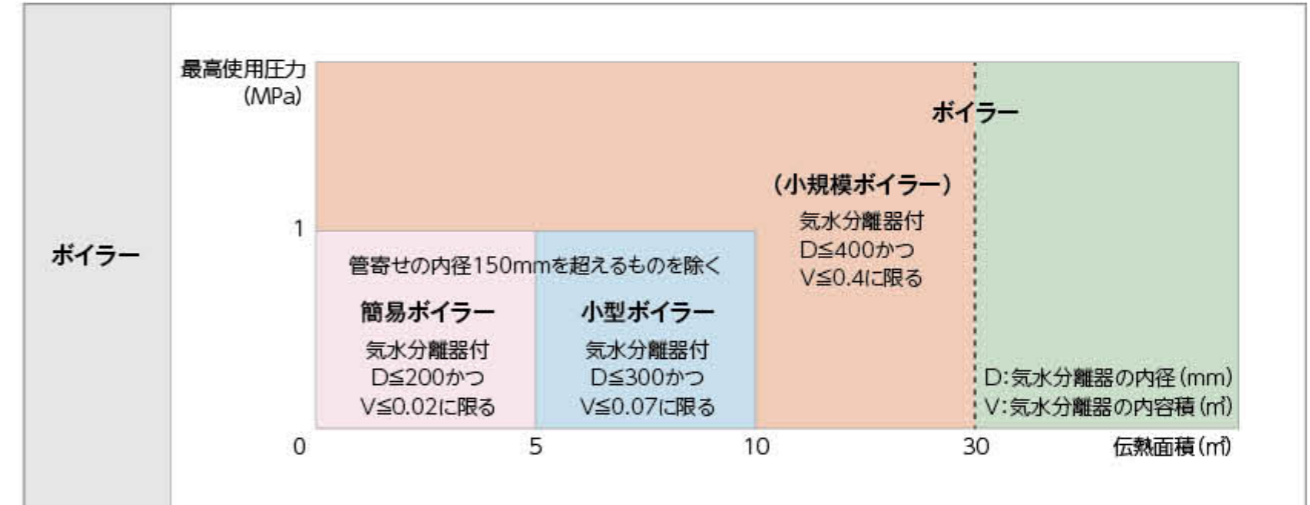 ボイラー
最高使用圧力
(MPa)
ボイラー
(小規模ボイラー)
気水分離器付
D≦400かつ
V≦0.4に限る
1
管寄せの内径150mmを超えるものを除く
簡易ボイラー
気水分離器付
D≦200かつ
V≦0.02に限る
小型ボイラー
気水分離器付
D≦300かつ
V≦0.07に限る
D:気水分離器の内径(mm)
V:気水分離器の内容積(㎥)
0
5
10
30
伝熱面積(㎡)